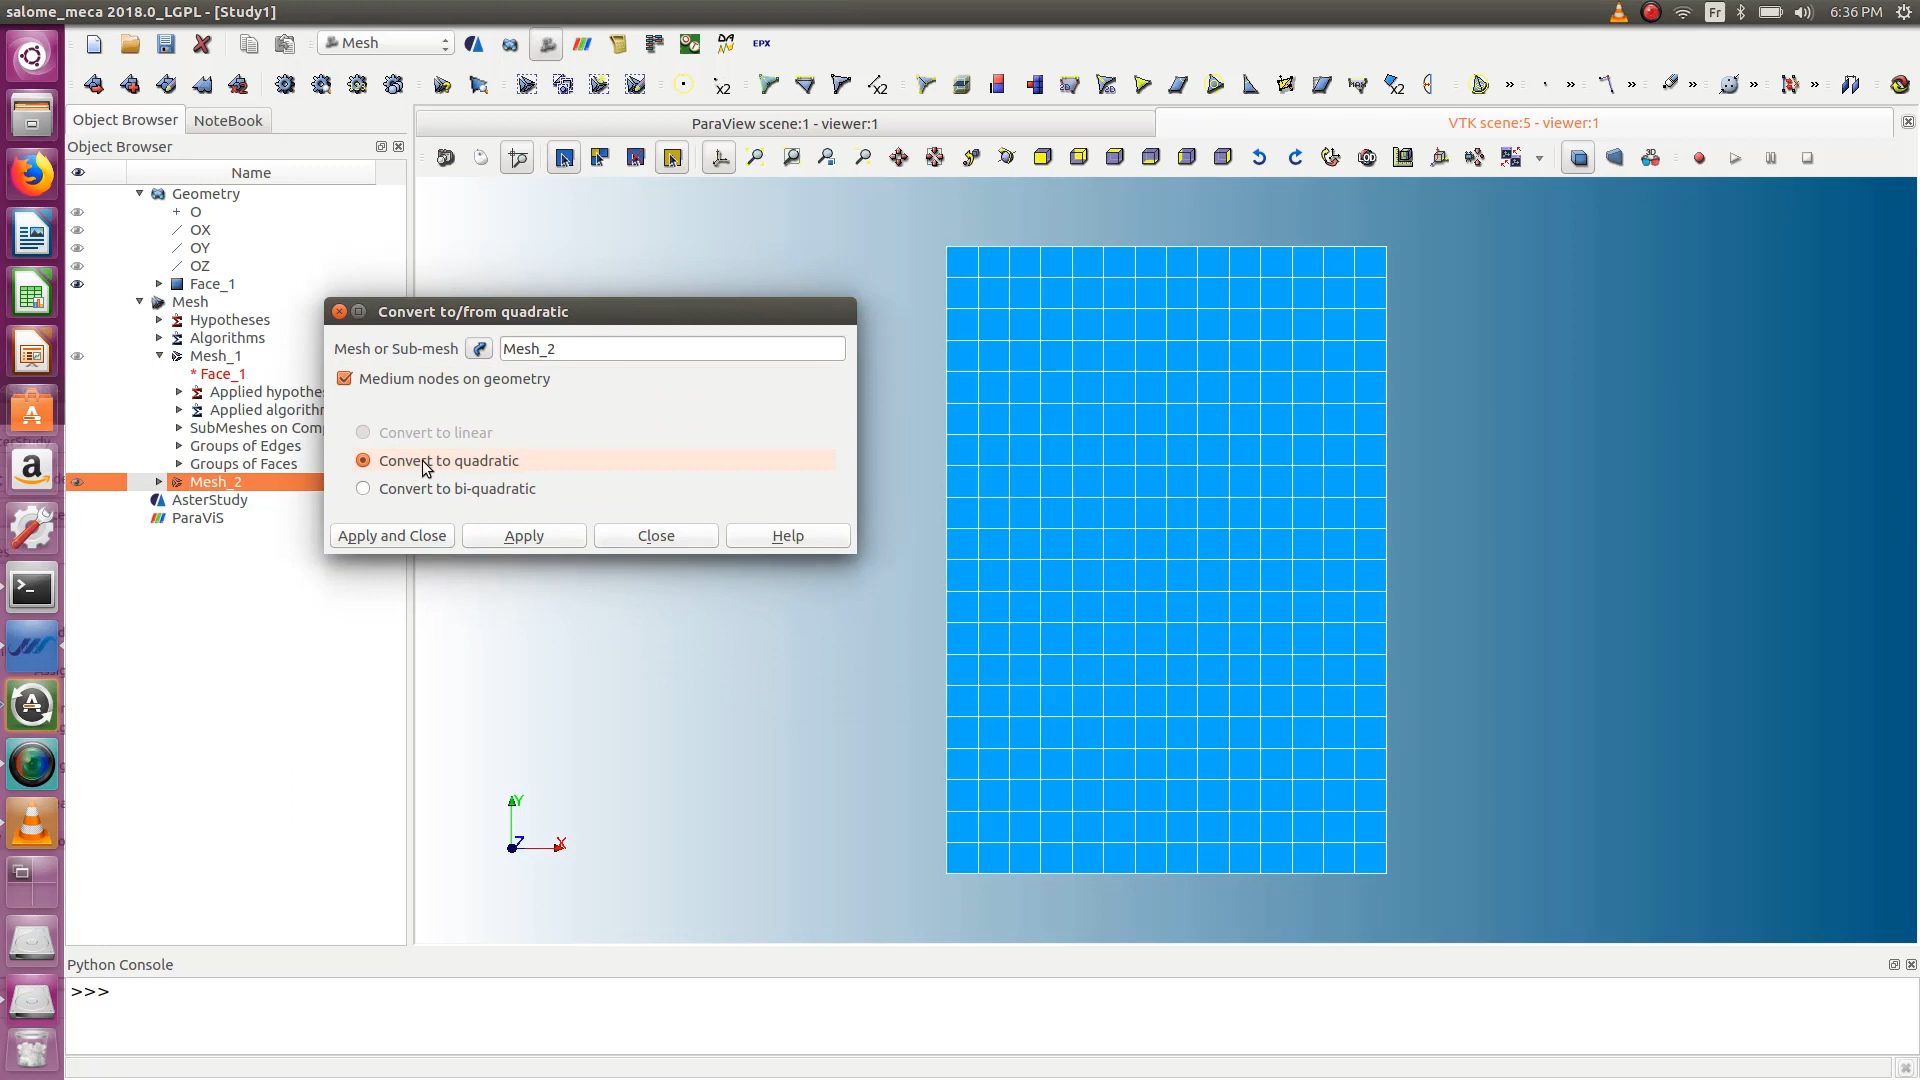 salome_meca 2018.0_LGPL - [Study1]
Fr
6:36 PM
Mesh
EPX
Object Browser
NoteBook
ParaView scene:1 - viewer:1
VTK scene:5 - viewer:1
Object Browser
Name
Geometry
O
OX
OY
OZ
Face_1
Mesh
Hypotheses
Algorithms
Mesh_1
* Face_1
Applied hypothe
Applied algorithm
SubMeshes on Com
Groups of Edges
Groups of Faces
Mesh_2
AsterStudy
ParaViS
Convert to/from quadratic
Mesh or Sub-mesh
Mesh_2
Medium nodes on geometry
Convert to linear
Convert to quadratic
Convert to bi-quadratic
Apply and Close
Apply
Close
Help
Y
Z
X
Python Console
>>>